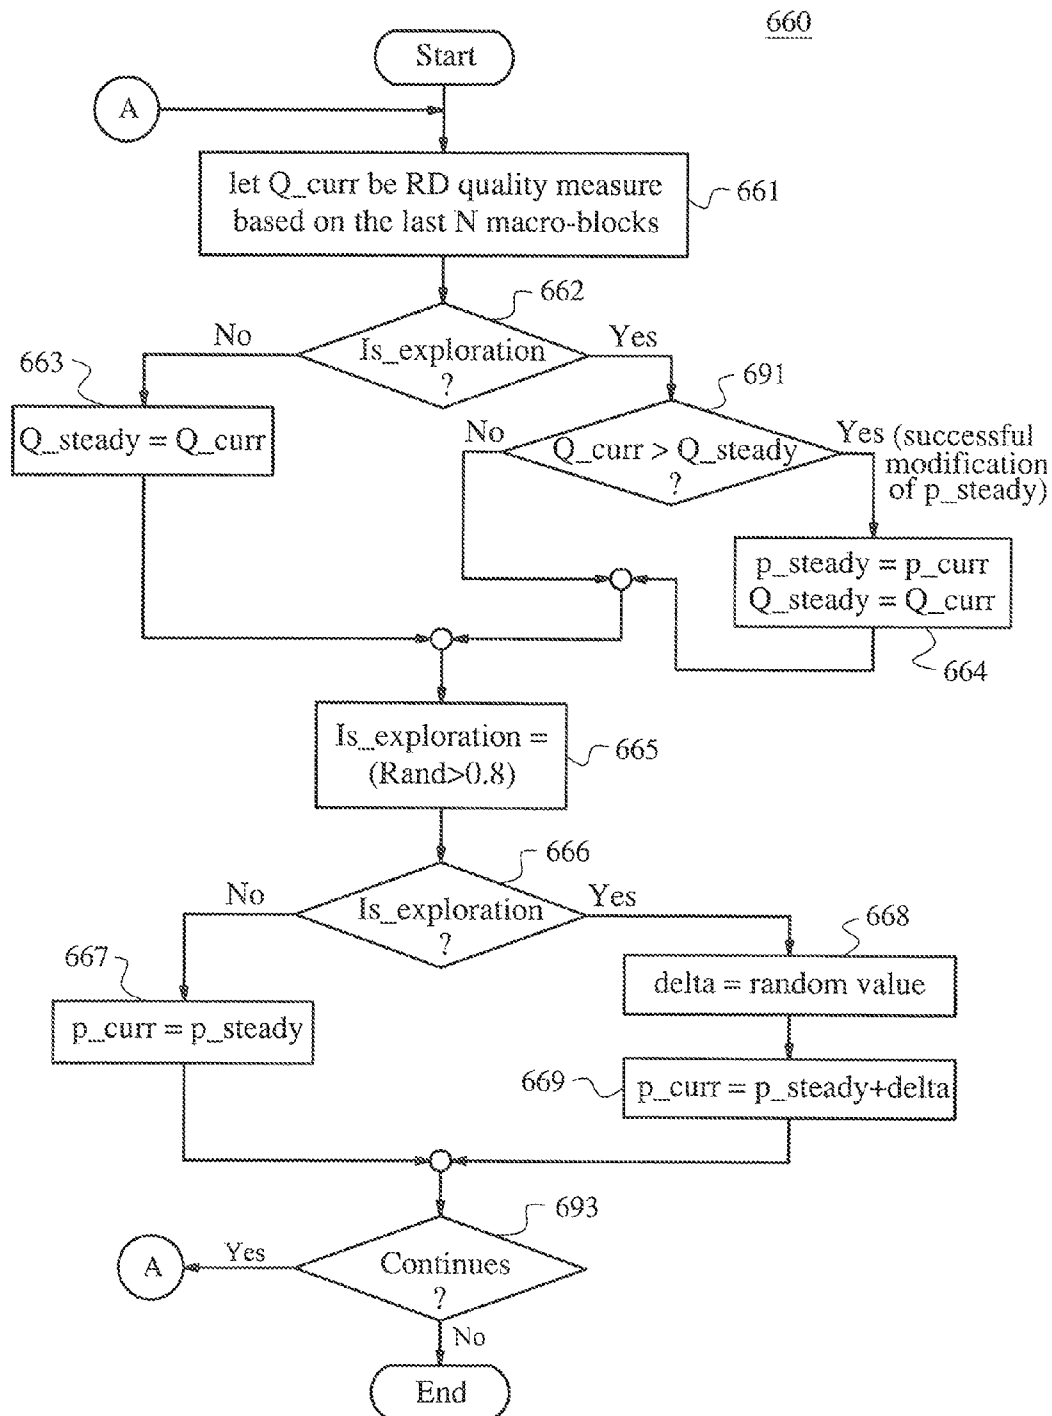 660
Start
A
let Q_curr be RD quality measure
based on the last N macro-blocks
661
662
No
Is_exploration
?
Yes
663
Q_steady = Q_curr
691
No
Q_curr > Q_steady
?
Yes (successful
modification
of p_steady)
p_steady = p_curr
Q_steady = Q_curr
664
Is_exploration =
(Rand>0.8)
665
666
No
Is_exploration
?
Yes
667
p_curr = p_steady
668
delta = random value
669
p_curr = p_steady+delta
693
A
Yes
Continues
?
No
End